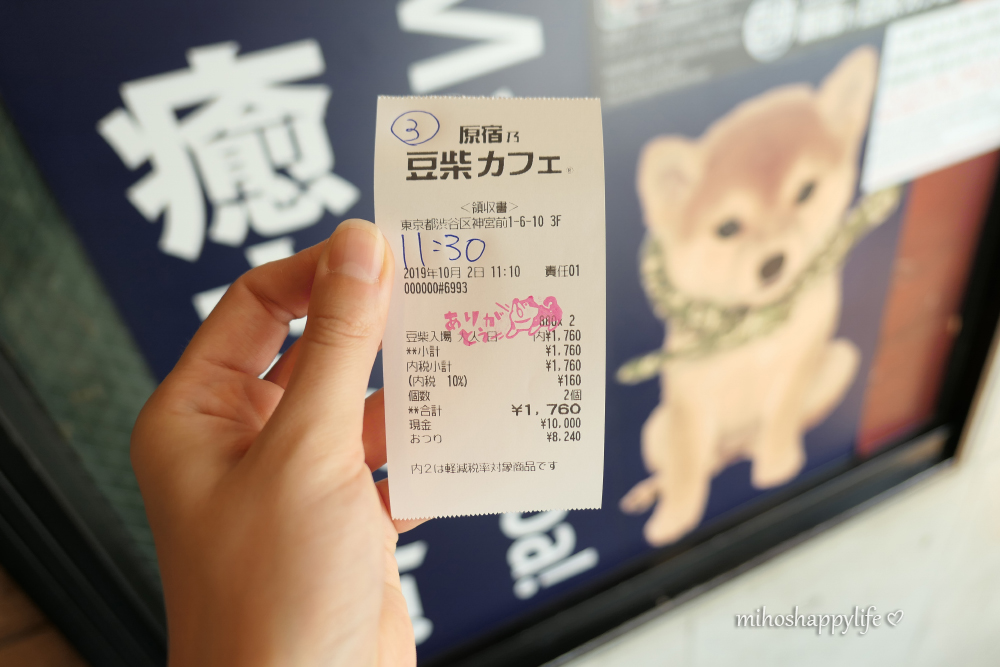 癒
③
原宿乃
豆柴カフェ
<領収書>
東京都渋谷区神宮前1-6-10 3F
11:30
2019年10月 2日 11:10 責任01
000000#6993
ありがとう
880X 2
豆柴入場 内¥1,760
**小計 ¥1,760
内税小計 ¥1,760
(内税 10%) ¥160
個数 2個
**合計 ¥1,760
現金 ¥10,000
おつり ¥8,240
内2は軽減税率対象商品です
pa!
mihoshappylife